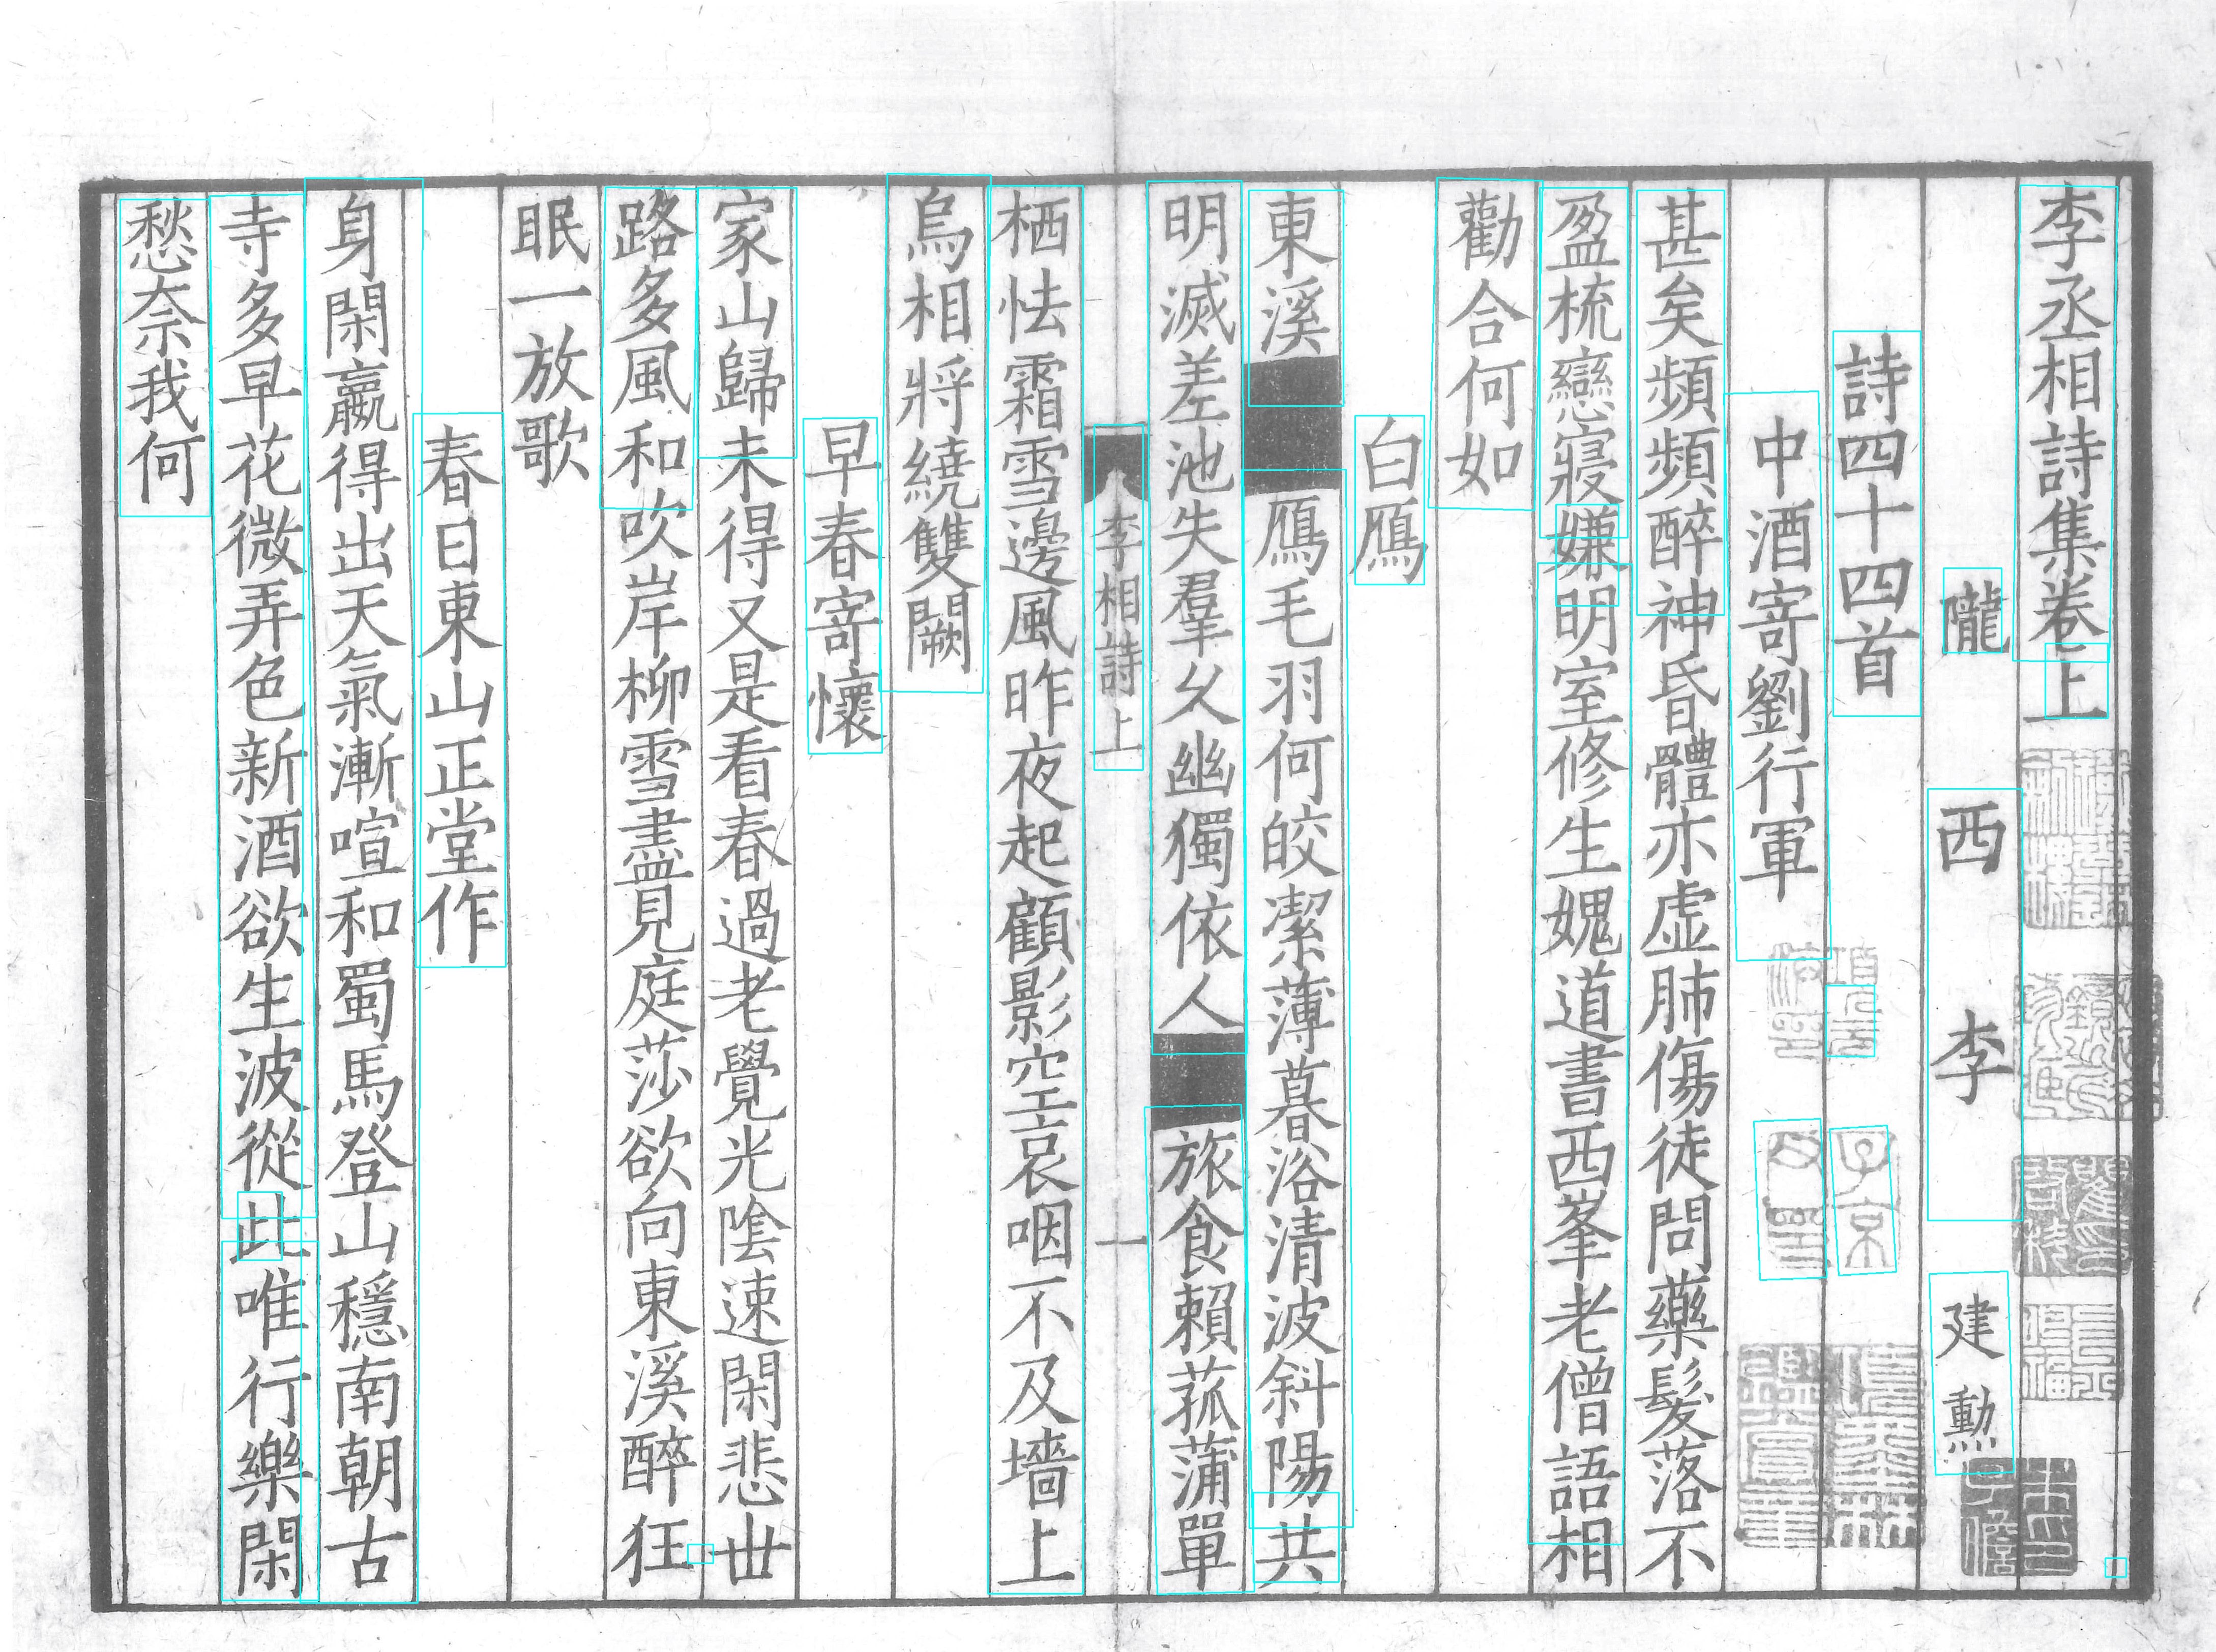 李丞相詩集卷上
隴西李建勳
詩四十四首
中酒寄劉行軍
甚矣頻頻醉神昏體亦虛肺傷徒問藥髮落不
盈梳戀寢嫌明室修生媿道書西峯老僧語相
勸合何如
白鴈
東溪鴈毛羽何皎潔薄暮浴清波斜陽共
明滅差池失羣久幽獨依人旅食賴菰蒲單
李相詩上
一
栖怯霜雪邊風昨夜起顧影空哀咽不及墻上
烏相將繞雙闕
早春寄懷
家山歸未得又是看春過老覺光陰速閑悲世
路多風和吹岸柳雪盡見庭莎欲向東溪醉狂
眠一放歌
春日東山正堂作
身閑羸得出天氣漸喧和蜀馬登山穩南朝古
寺多早花微弄色新酒欲生波從此唯行樂閑
愁奈我何
子京